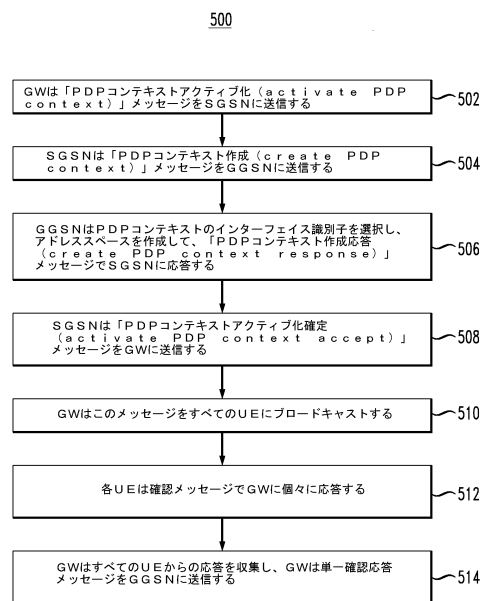 500
GWは「PDPコンテキストアクティブ化(activate PDP
context)」メッセージをSGSNに送信する
502
SGSNは「PDPコンテキスト作成(create PDP
context)」メッセージをGGSNに送信する
504
GGSNはPDPコンテキストのインターフェイス識別子を選択し、
アドレススペースを作成して、「PDPコンテキスト作成応答
(create PDP context response)」
メッセージでSGSNに応答する
506
SGSNは「PDPコンテキストアクティブ化確定
(activate PDP context accept)」
メッセージをGWに送信する
508
GWはこのメッセージをすべてのUEにブロードキャストする
510
各UEは確認メッセージでGWに個々に応答する
512
GWはすべてのUEからの応答を収集し、GWは単一確認応答
メッセージをGGSNに送信する
514